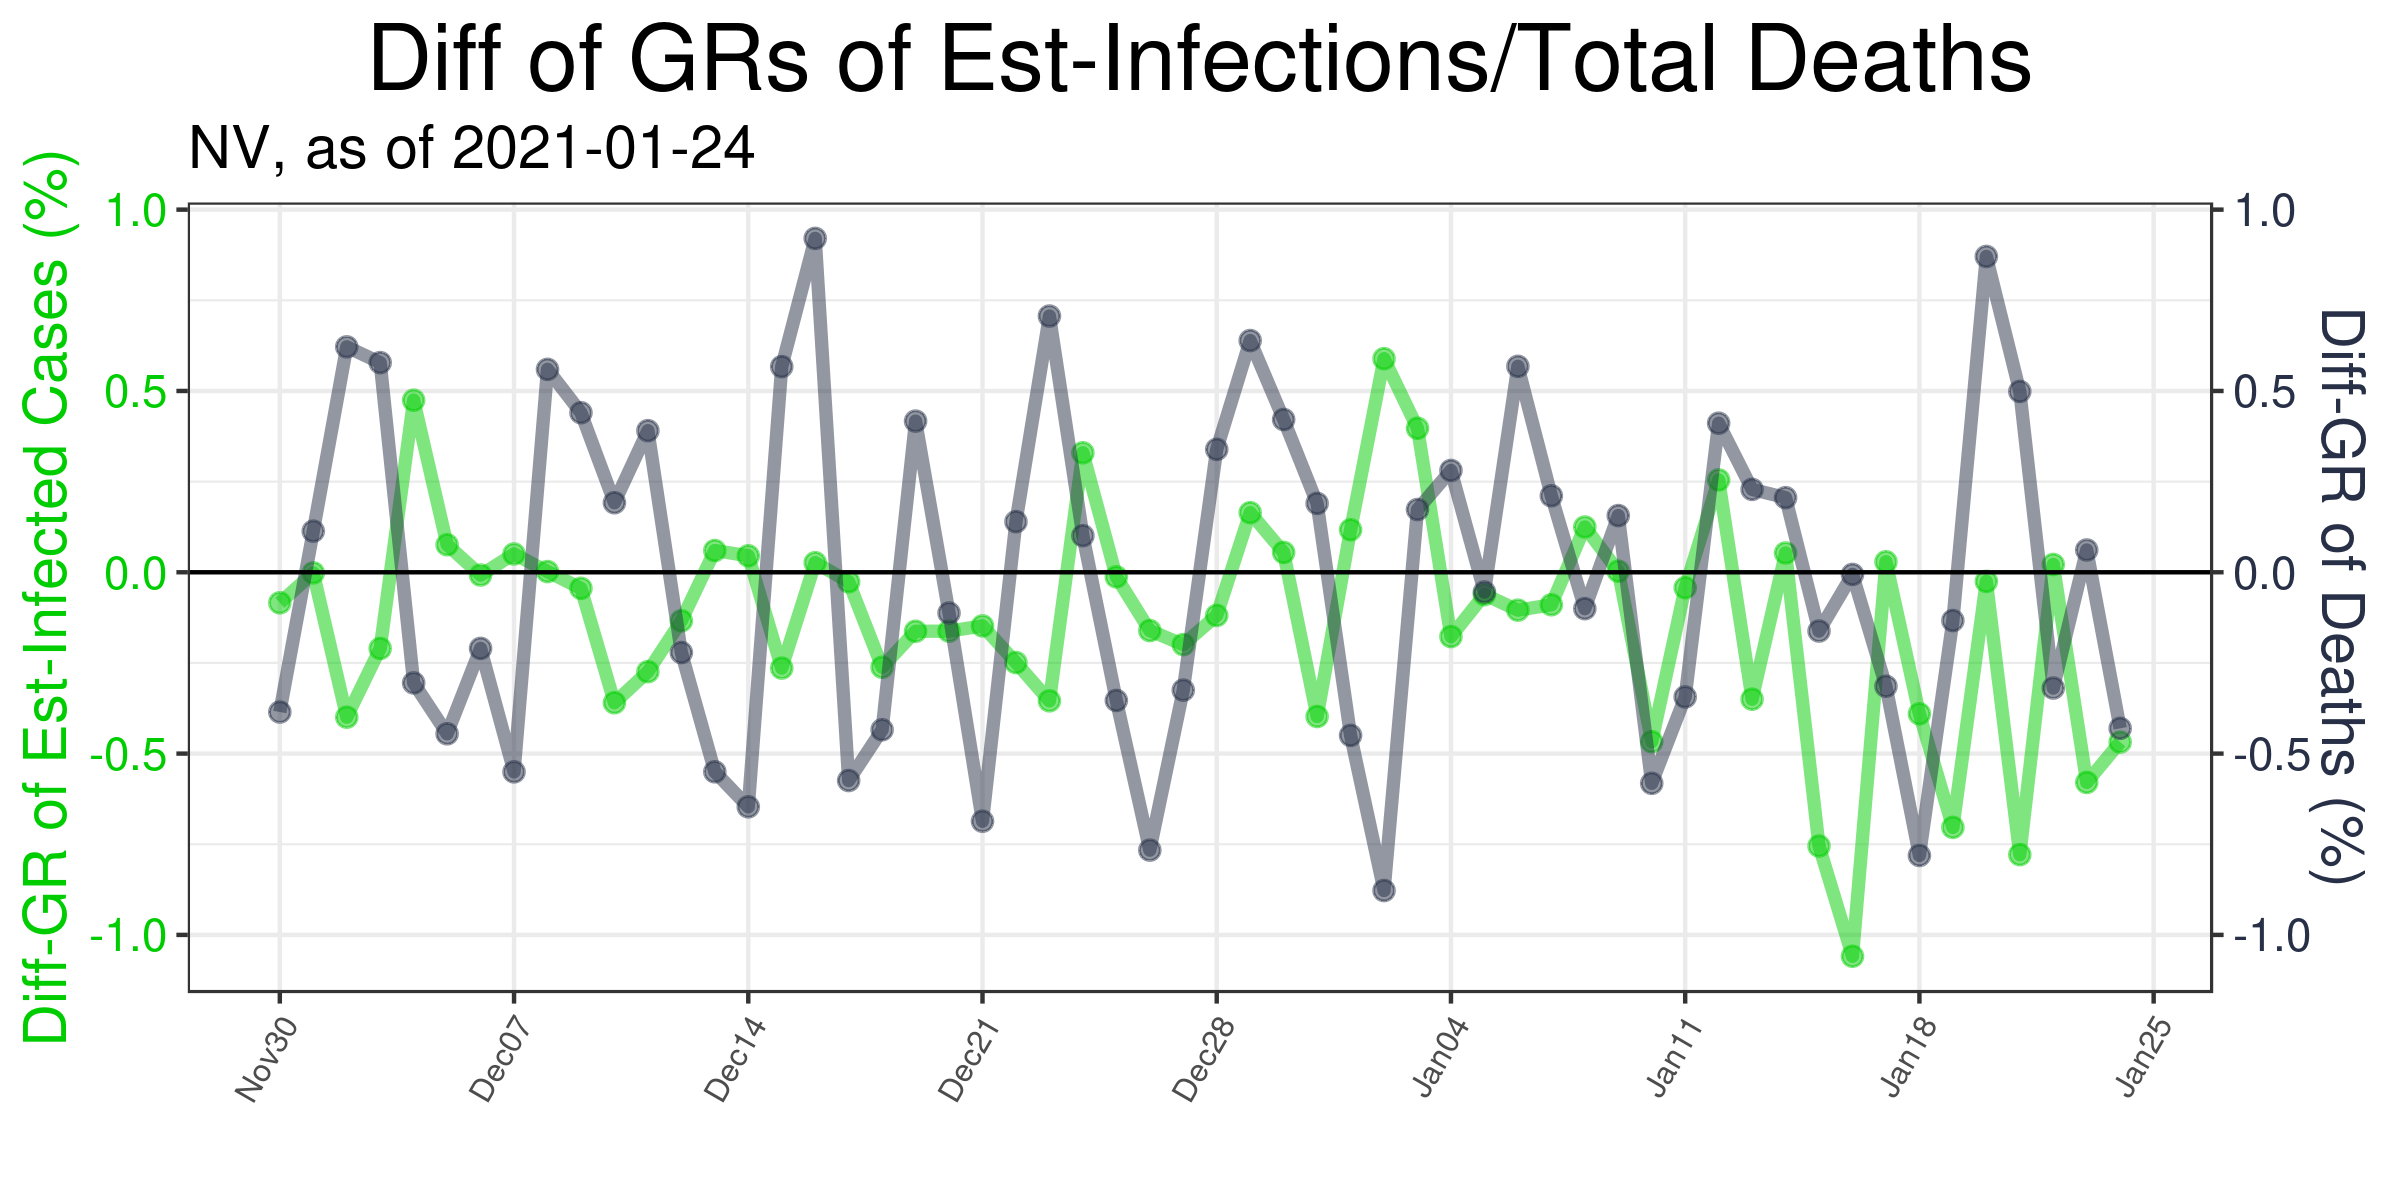 Diff of GRs of Est-Infections/Total Deaths
NV, as of 2021-01-24
Diff-GR of Est-Infected Cases (%)
1.0
0.5
0.0
-0.5
-1.0
1.0
0.5
0.0
-0.5
-1.0
Diff-GR of Deaths (%)
Nov30
Dec07
Dec14
Dec21
Dec28
Jan04
Jan11
Jan18
Jan25